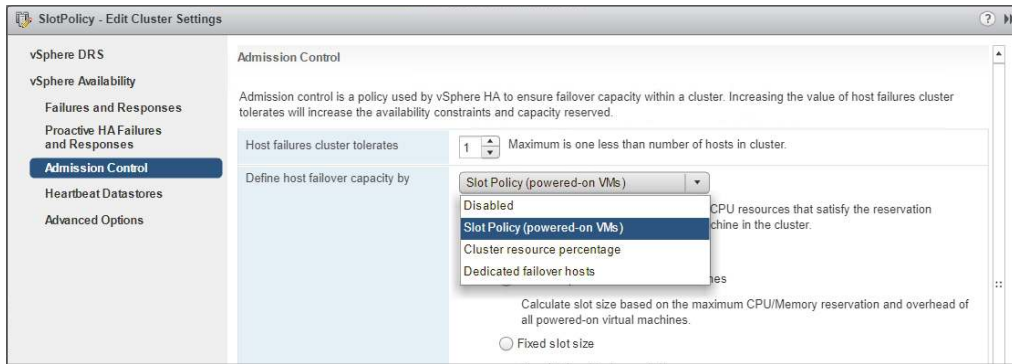 SlotPolicy - Edit Cluster Settings
?
vSphere DRS
vSphere Availability
Failures and Responses
Proactive HA Failures
and Responses
Admission Control
Heartbeat Datastores
Advanced Options
Admission Control
Admission control is a policy used by vSphere HA to ensure failover capacity within a cluster. Increasing the value of host failures cluster
tolerates will increase the availability constraints and capacity reserved.
Host failures cluster tolerates
1
Maximum is one less than number of hosts in cluster.
Define host failover capacity by
Slot Policy (powered-on VMs)
Disabled
Slot Policy (powered-on VMs)
Cluster resource percentage
Dedicated failover hosts
CPU resources that satisfy the reservation
chine in the cluster.
nes
Calculate slot size based on the maximum CPU/Memory reservation and overhead of
all powered-on virtual machines.
Fixed slot size